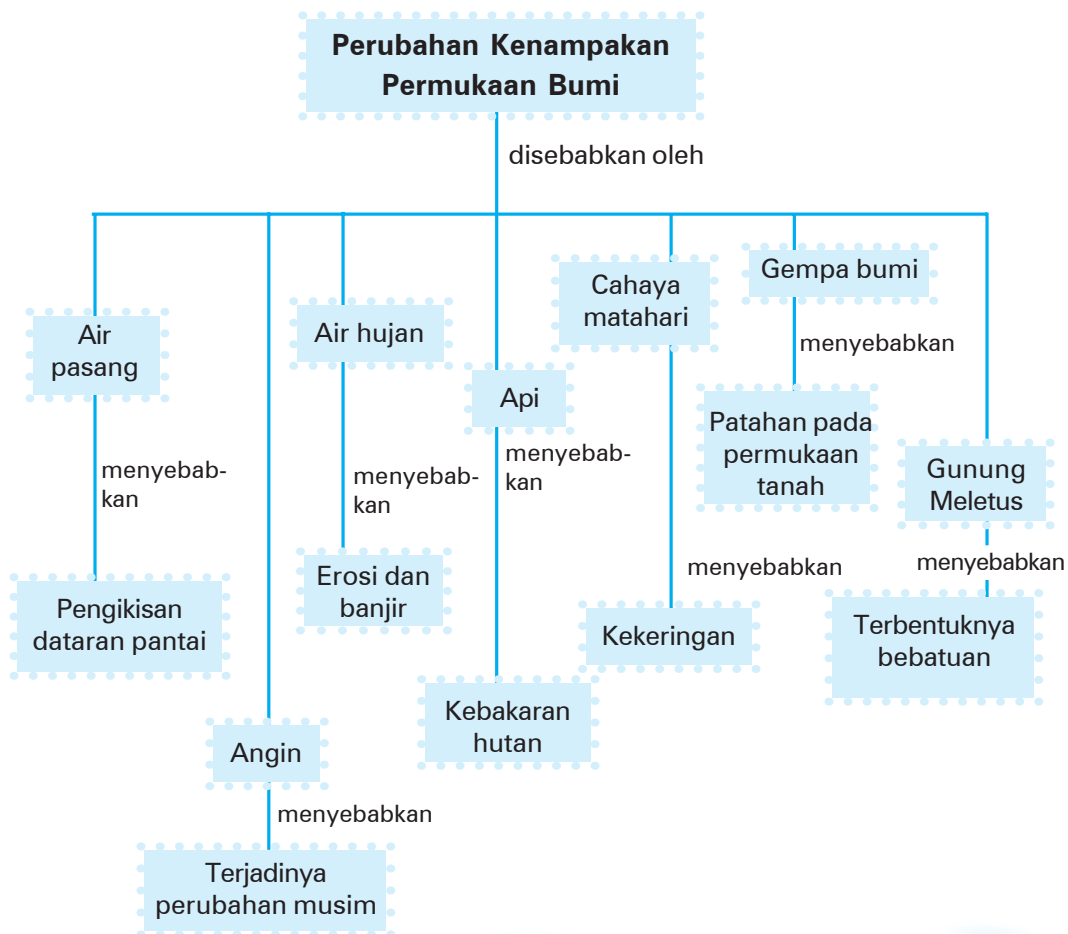 Perubahan Kenampakan
Permukaan Bumi
disebabkan oleh
Air
pasang
menyebab-
kan
Pengikisan
dataran pantai
Angin
menyebabkan
Terjadinya
perubahan musim
Air hujan
menyebab-
kan
Erosi dan
banjir
Api
menyebab-
kan
Kebakaran
hutan
Cahaya
matahari
menyebabkan
Kekeringan
Gempa bumi
menyebabkan
Patahan pada
permukaan
tanah
Gunung
Meletus
menyebabkan
Terbentuknya
bebatuan